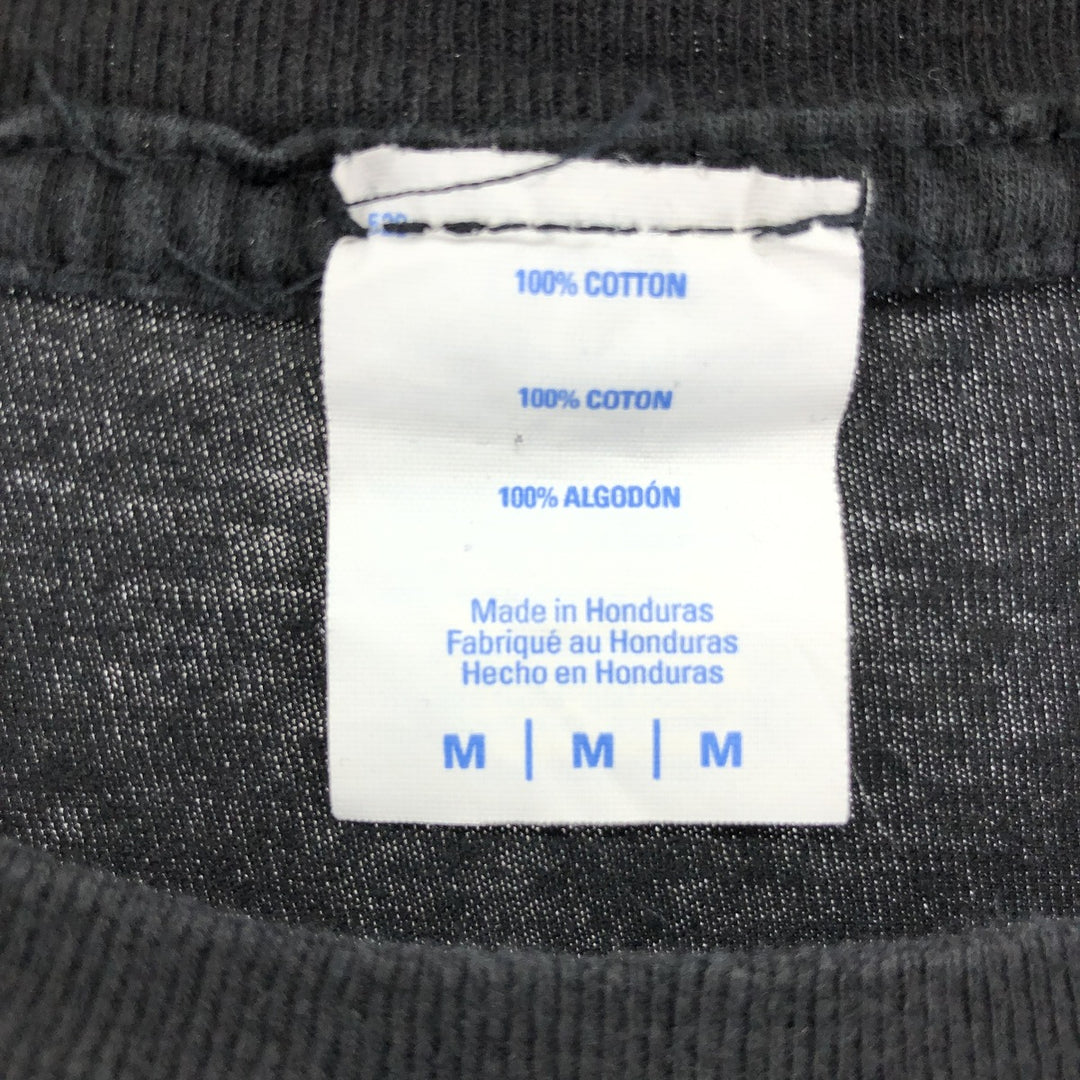 100% COTTON
100% COTON
100% ALGODÓN
Made in Honduras
Fabriqué au Honduras
Hecho en Honduras
M | M | M